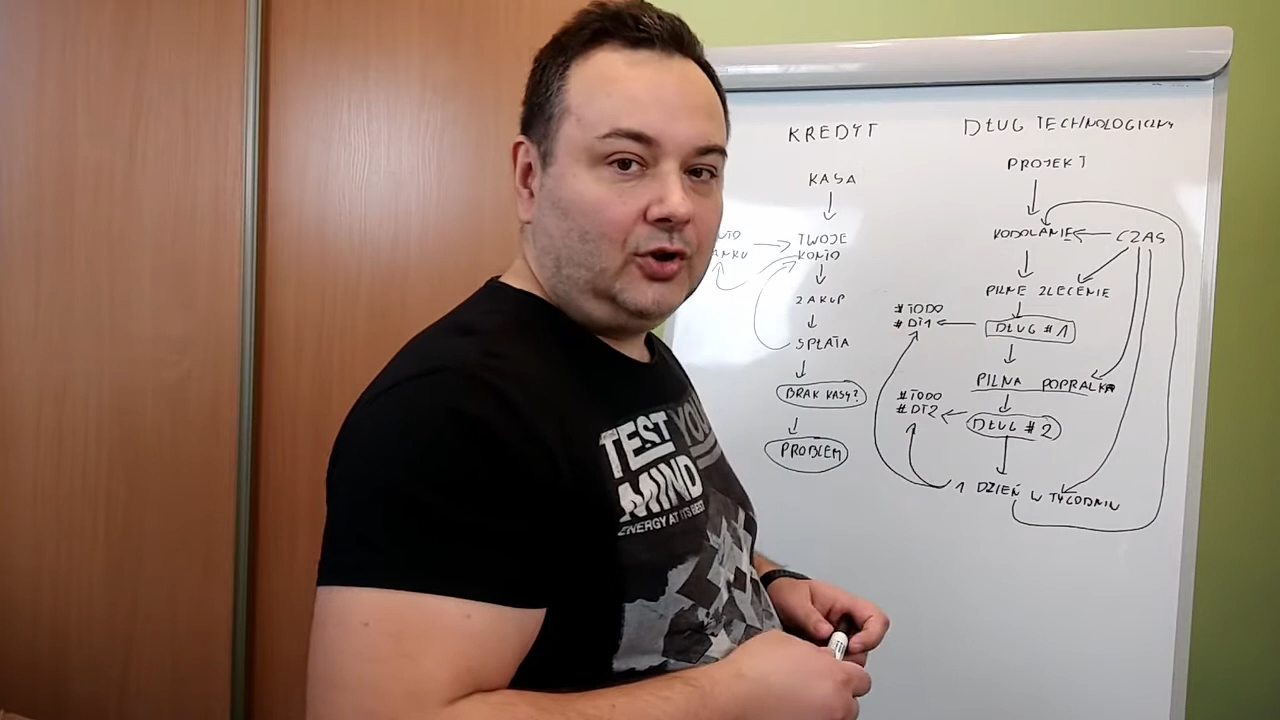 KREDYT
KASA
TWOJE
KONTO
ZAKUP
SPŁATA
BRAK KASY?
PROBLEM
DŁUG TECHNOLOGICZNY
PROJEKT
KODOWANIE
CZAS
PILNE ZLECENIE
#TODO
#DT1
DŁUG #1
PILNA POPRAWKA
#TODO
#DT2
DŁUG #2
1 DZIEŃ W TYGODNIU
TEST YOUR
MIND
ENERGY AT ITS BEST